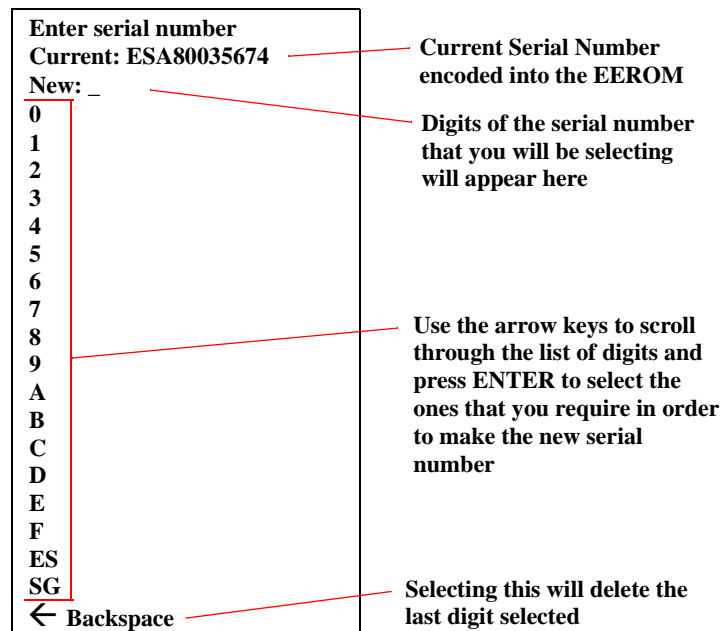 Enter serial number
Current: ESA80035674
New: _
0
1
2
3
4
5
6
7
8
9
A
B
C
D
E
F
ES
SG
← Backspace
Current Serial Number
encoded into the EEROM
Digits of the serial number
that you will be selecting
will appear here
Use the arrow keys to scroll
through the list of digits and
press ENTER to select the
ones that you require in order
to make the new serial
number
Selecting this will delete the
last digit selected